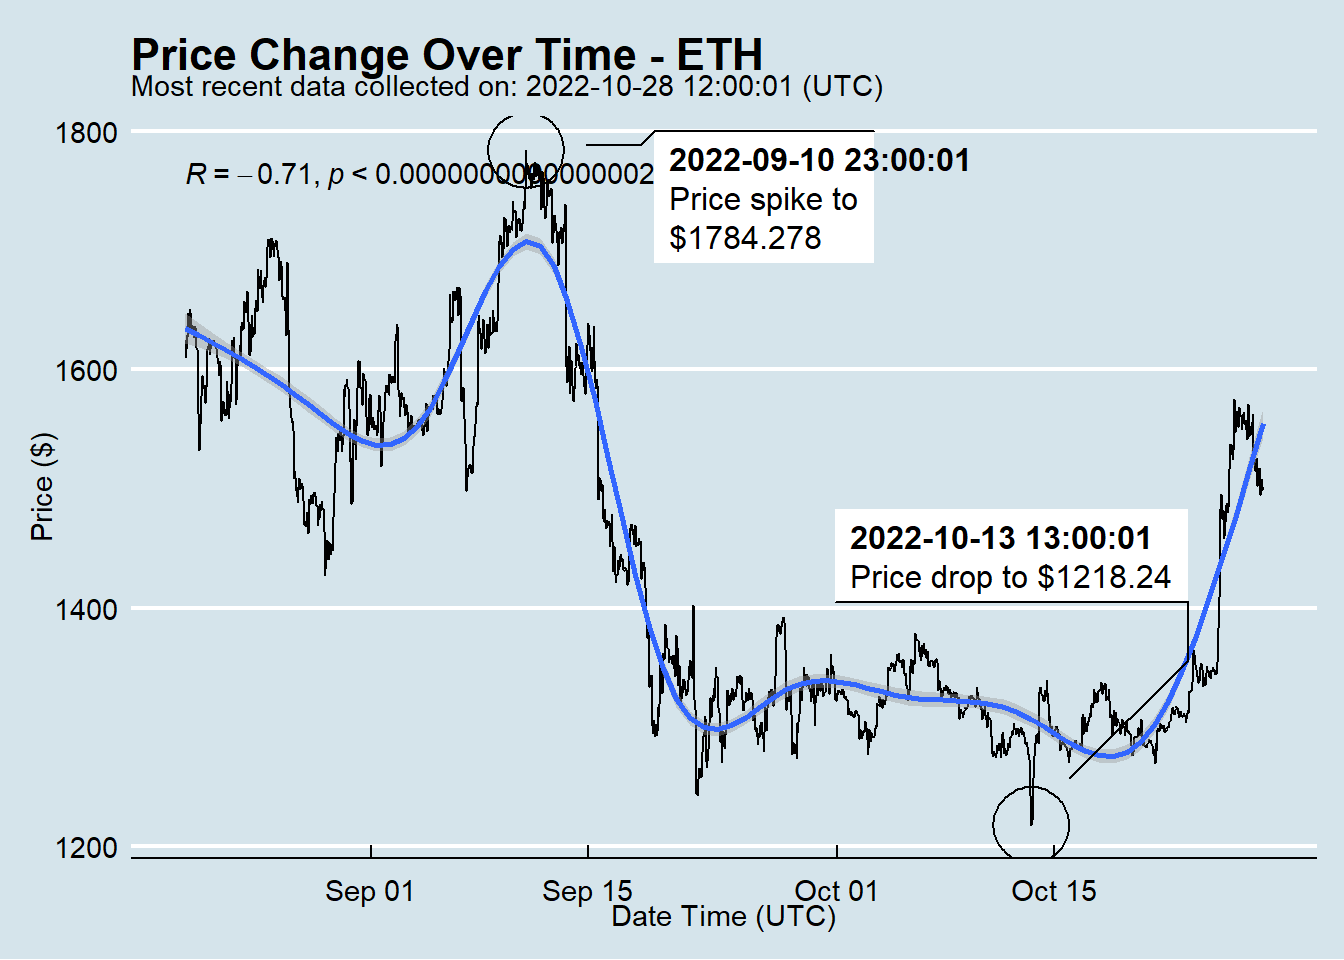 Price Change Over Time - ETH
Most recent data collected on: 2022-10-28 12:00:01 (UTC)
1800
R = −0.71, p < 0.0000000000000002
2022-09-10 23:00:01
Price spike to
$1784.278
1600
Price ($)
2022-10-13 13:00:01
Price drop to $1218.24
1400
1200
Sep 01
Sep 15
Oct 01
Oct 15
Date Time (UTC)